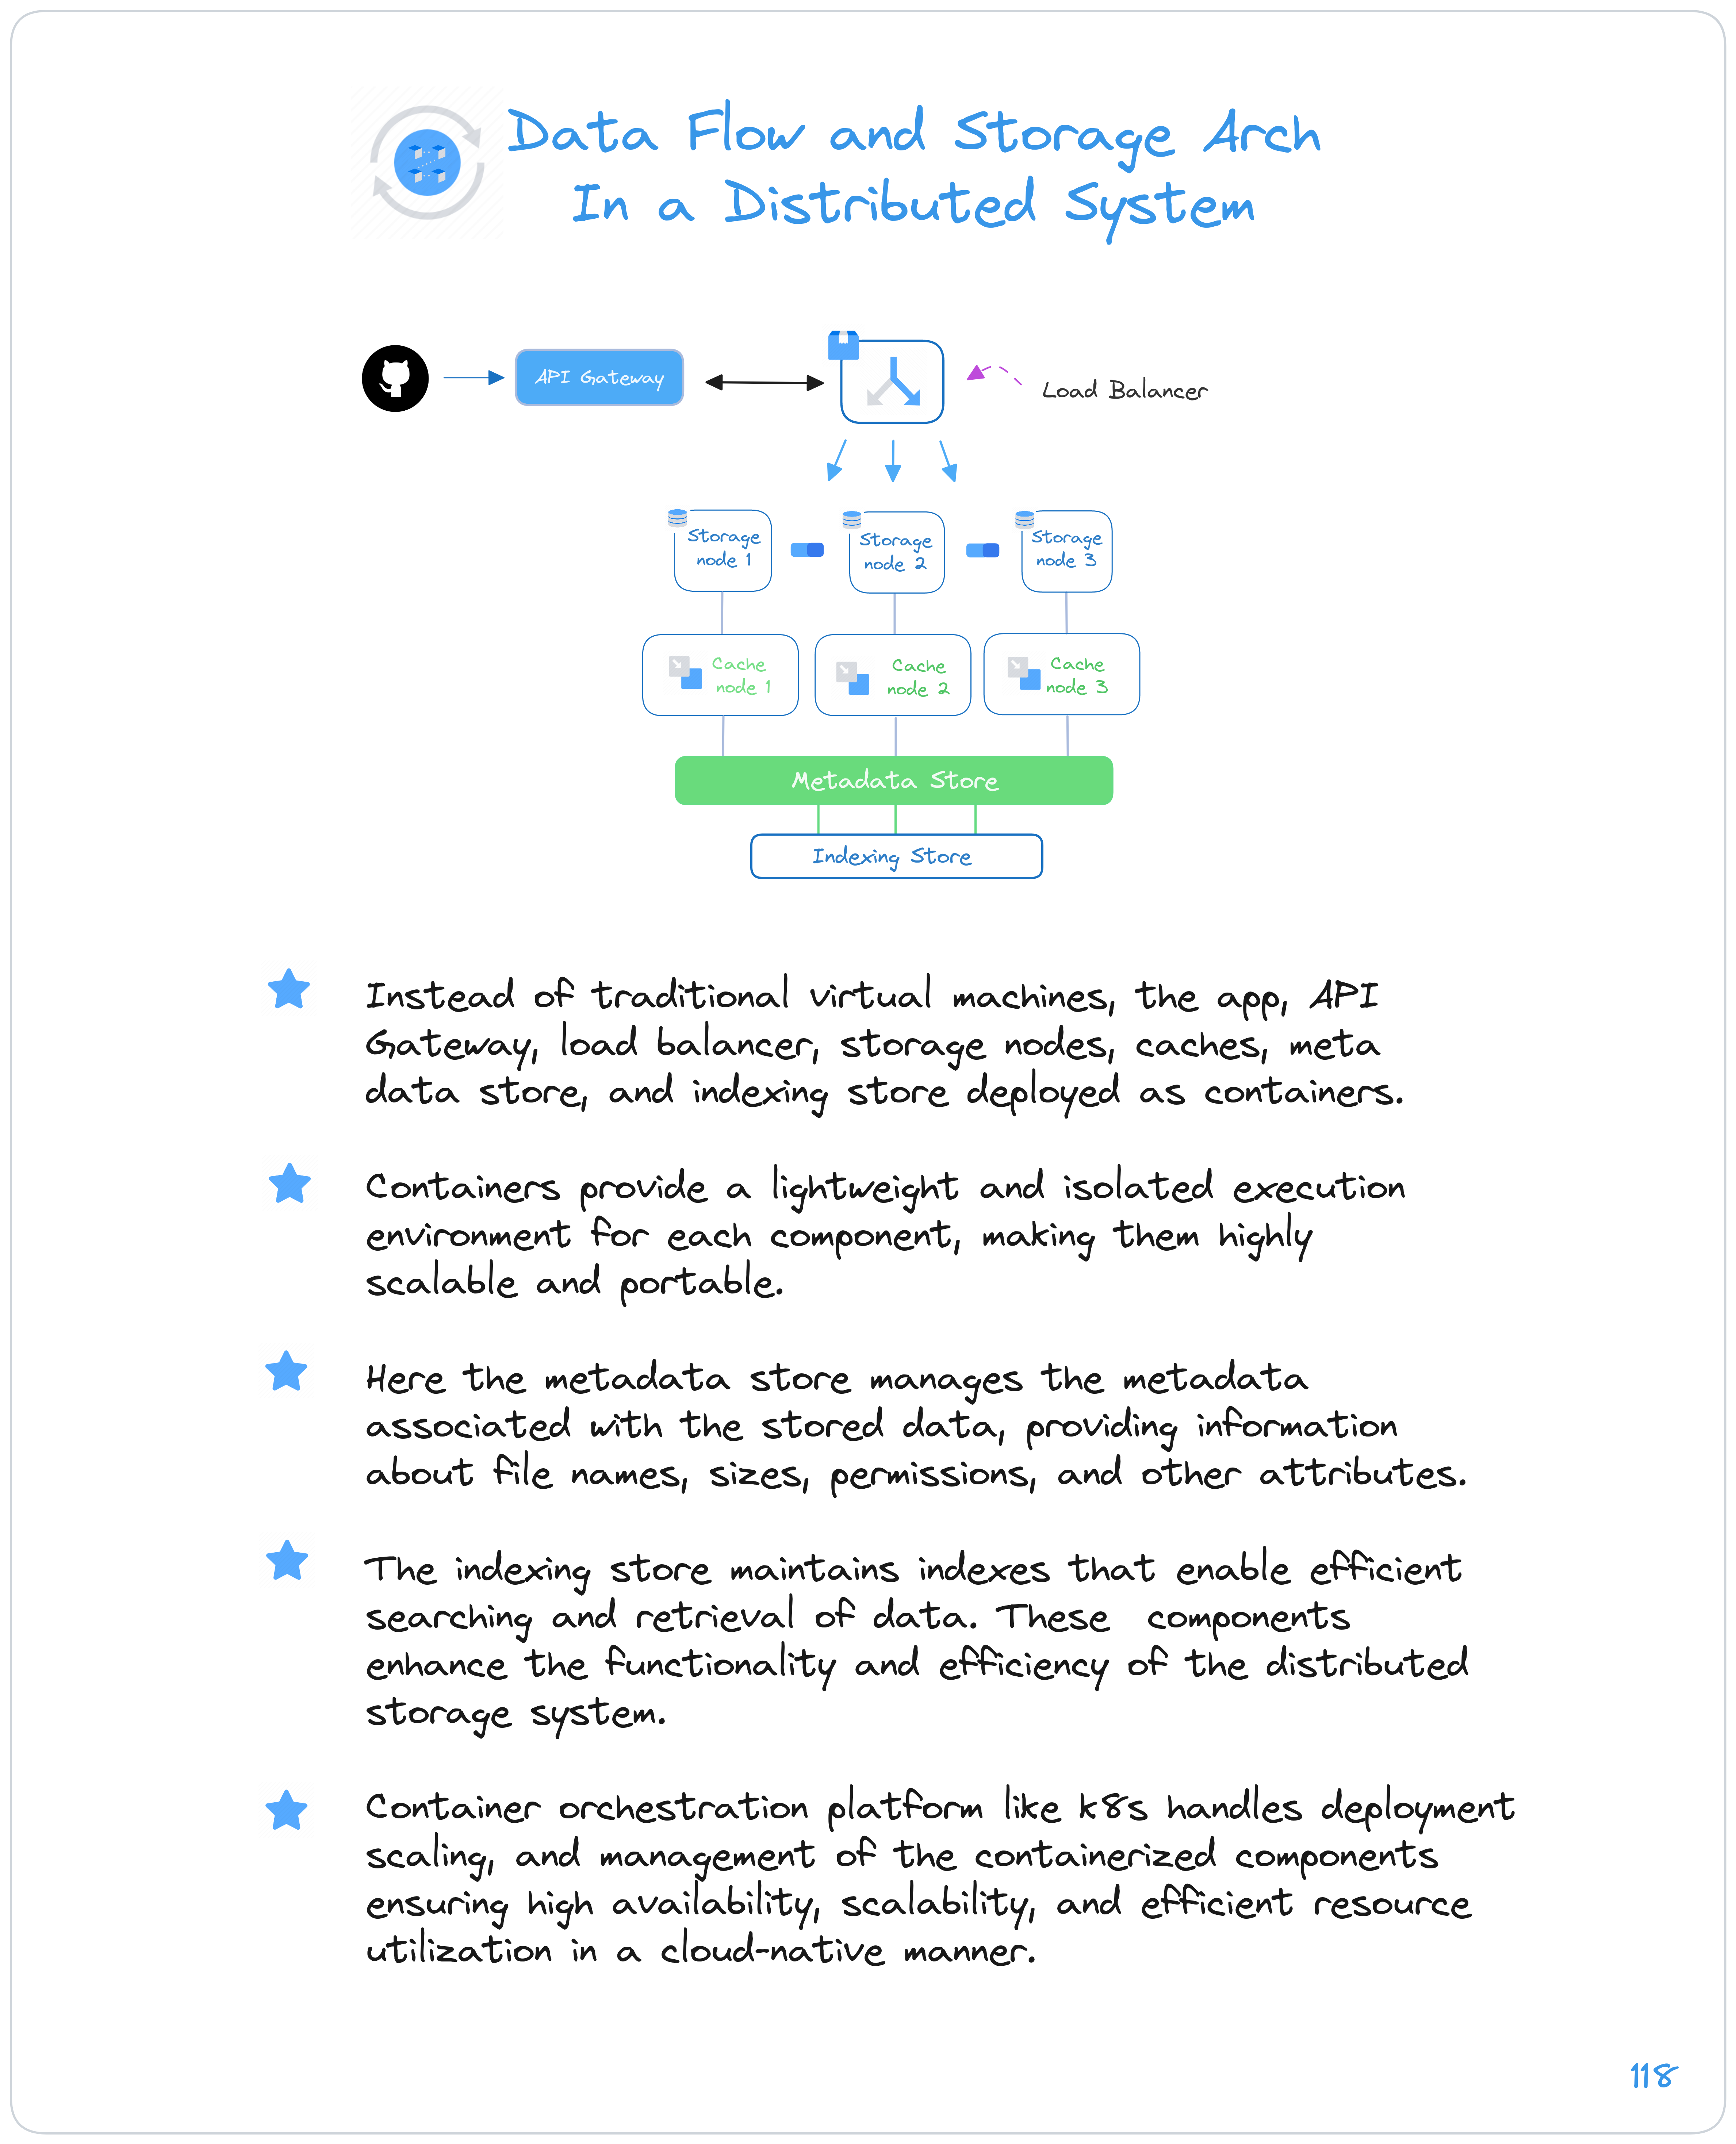 Data Flow and Storage Arch
In a Distributed System
API Gateway
Load Balancer
Storage
node 1
Storage
node 2
Storage
node 3
Cache
node 1
Cache
node 2
Cache
node 3
Metadata Store
Indexing Store
Instead of traditional virtual machines, the app, API
Gateway, load balancer, storage nodes, caches, meta
data store, and indexing store deployed as containers.
Containers provide a lightweight and isolated execution
environment for each component, making them highly
scalable and portable.
Here the metadata store manages the metadata
associated with the stored data, providing information
about file names, sizes, permissions, and other attributes.
The indexing store maintains indexes that enable efficient
searching and retrieval of data. These components
enhance the functionality and efficiency of the distributed
storage system.
Container orchestration platform like k8s handles deployment
scaling, and management of the containerized components
ensuring high availability, scalability, and efficient resource
utilization in a cloud-native manner.
118